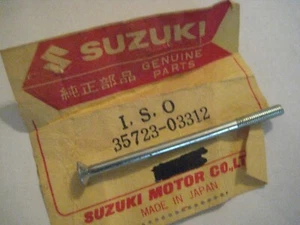 SUZUKI
純正部品 GENUINE PARTS
I.S.O
35723-03312
SUZUKI MOTOR CO.,LT
MADE IN JAPAN